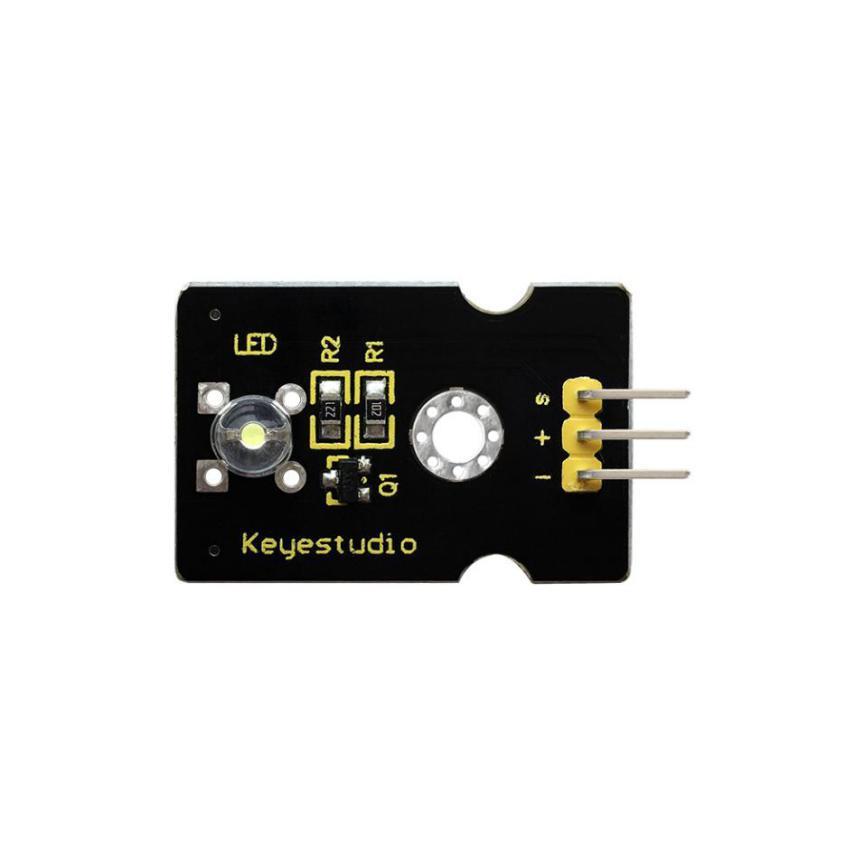 LED
R2
R1
221
102
S
+
-
Q1
Keyestudio